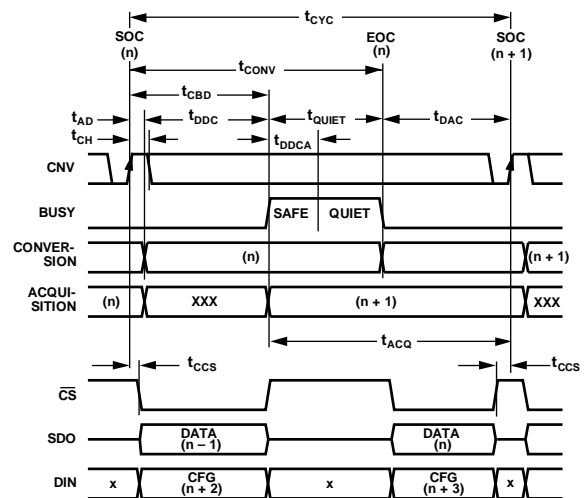 tCYC
SOC
(n)
EOC
(n)
SOC
(n + 1)
tCONV
tCBD
tAD
tDDC
tQUIET
tDAC
tCH
tDDCA
CNV
BUSY
SAFE
QUIET
CONVER-
SION
(n)
(n + 1)
ACQUI-
SITION
(n)
XXX
(n + 1)
XXX
tACQ
tCCS
tCCS
CS
SDO
DATA
(n – 1)
DATA
(n)
DIN
x
CFG
(n + 2)
x
CFG
(n + 3)
x